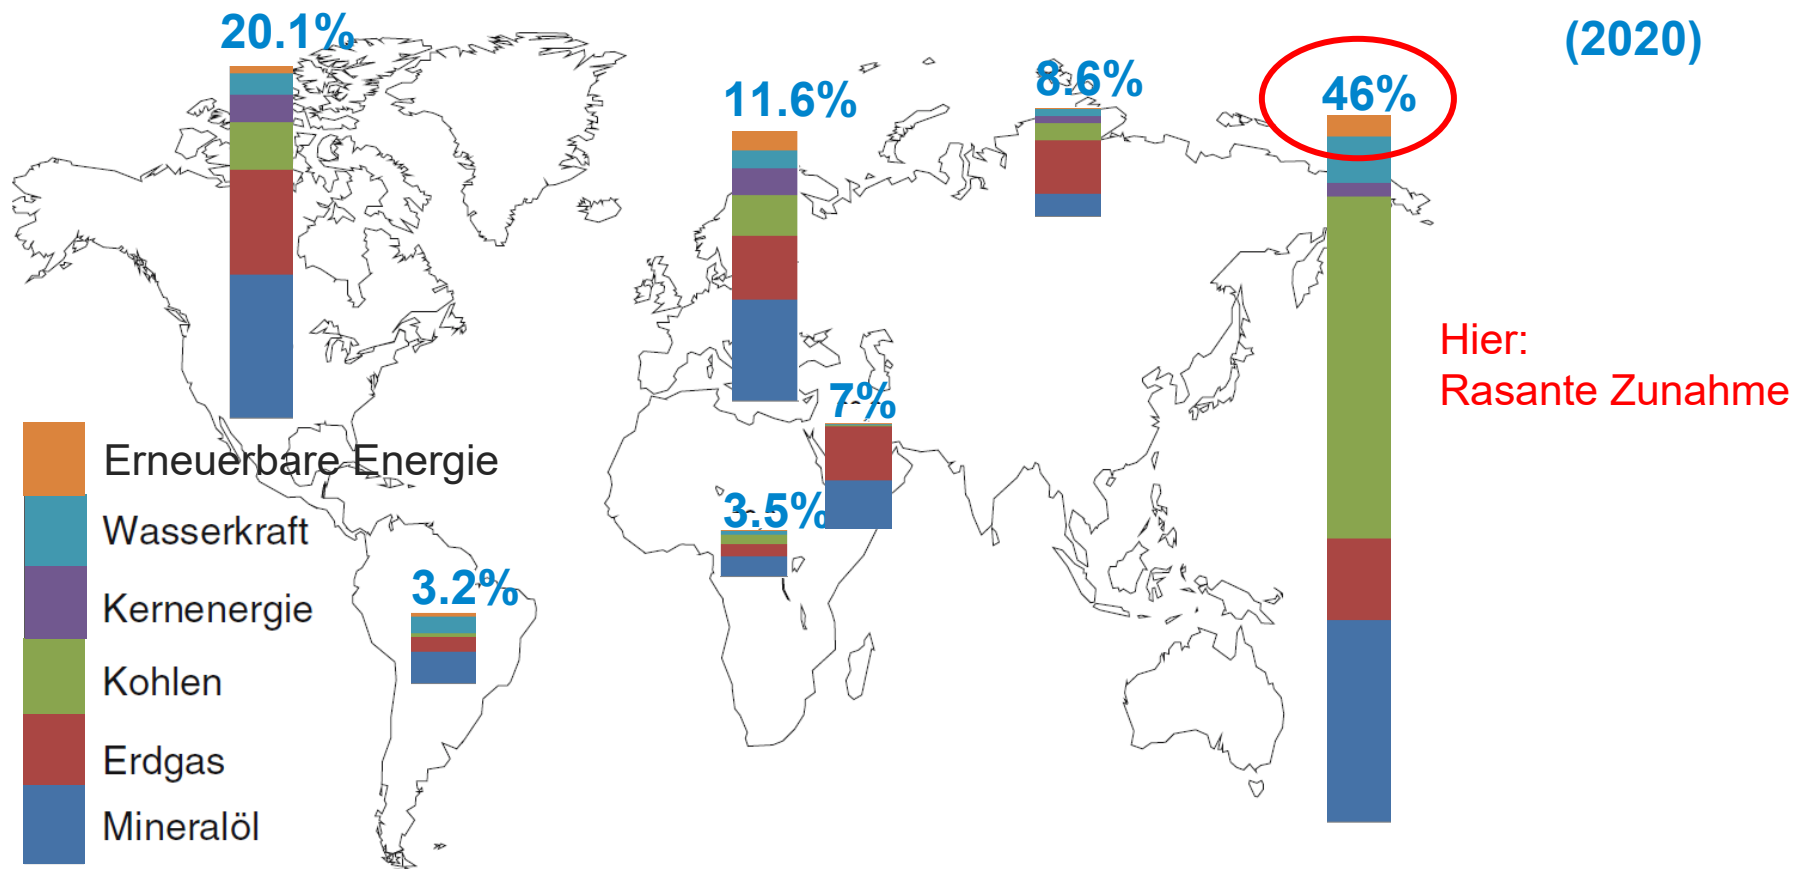 20.1%
11.6%
8.6%
46%
(2020)
Hier:
Rasante Zunahme
7%
3.5%
3.2%
Erneuerbare Energie
Wasserkraft
Kernenergie
Kohlen
Erdgas
Mineralöl